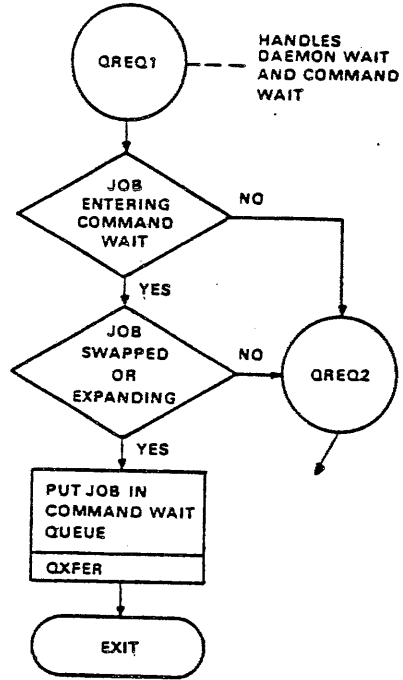 QREQ1
HANDLES
DAEMON WAIT
AND COMMAND
WAIT
JOB
ENTERING
COMMAND
WAIT
NO
YES
JOB
SWAPPED
OR
EXPANDING
NO
QREQ2
YES
PUT JOB IN
COMMAND WAIT
QUEUE
QXFER
EXIT